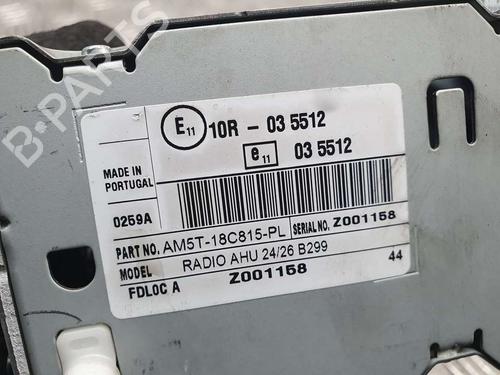 B-PARTS
E11 10R - 03 5512
e11 03 5512
MADE IN
PORTUGAL
0259A
PART NO. AM5T-18C815-PL SERIAL NO. Z001158
MODEL RADIO AHU 24/26 B299
FDLOC A Z001158 44